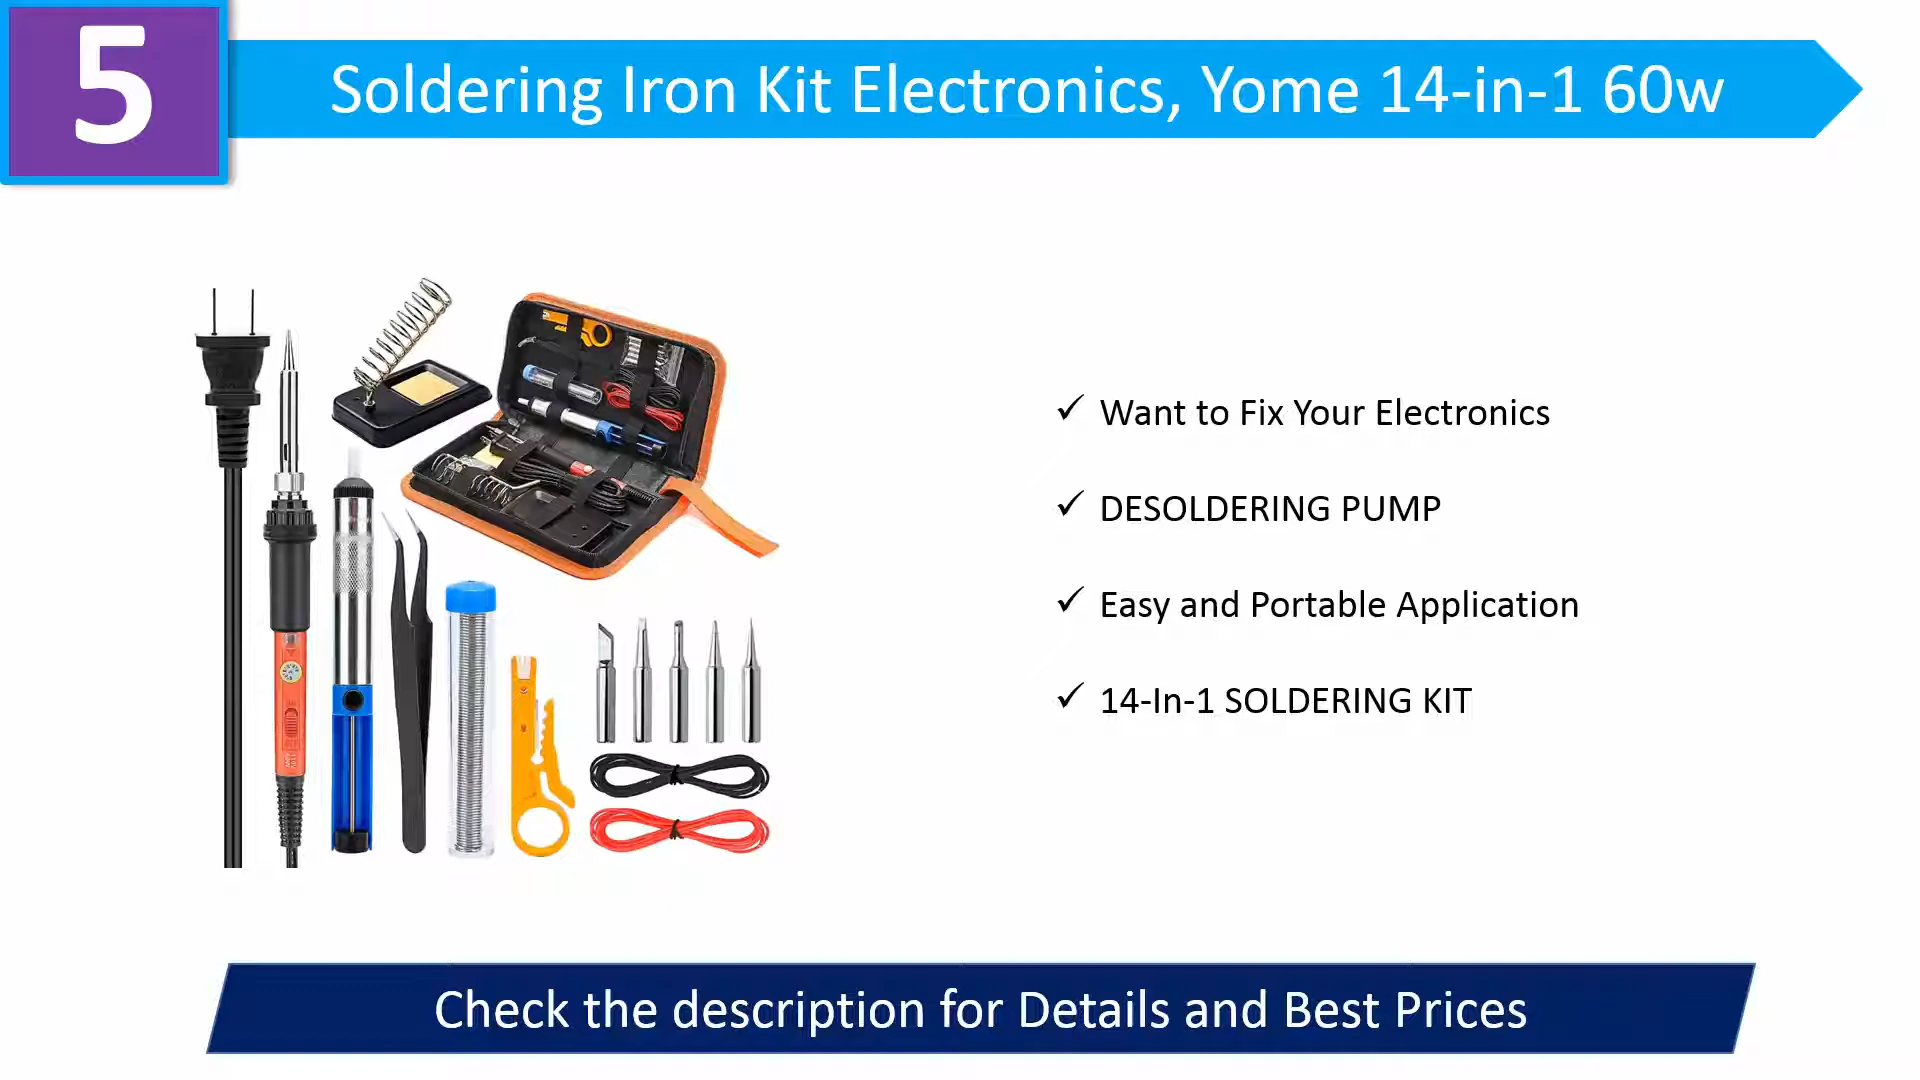 5
Soldering Iron Kit Electronics, Yome 14-in-1 60w
Want to Fix Your Electronics
DESOLDERING PUMP
Easy and Portable Application
14-In-1 SOLDERING KIT
Check the description for Details and Best Prices